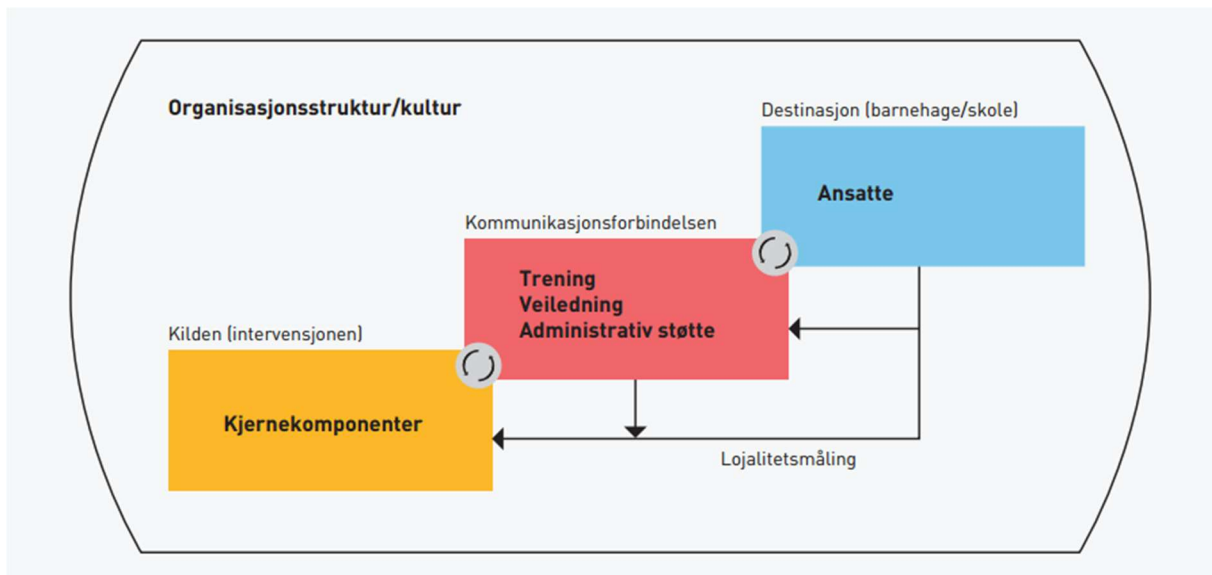 Organisasjonsstruktur/kultur
Destinasjon (barnehage/skole)
Ansatte
Kommunikasjonsforbindelsen
Trening
Veiledning
Administrativ støtte
Kilden (intervensjonen)
Kjernekomponenter
Lojalitetsmåling